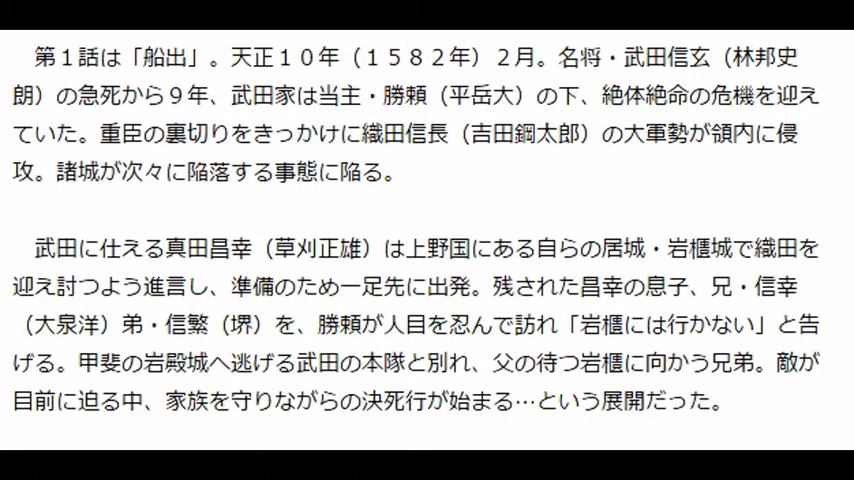 第１話は「船出」。天正１０年（１５８２年）２月。名将・武田信玄（林邦史
朗）の急死から９年、武田家は当主・勝頼（平岳大）の下、絶体絶命の危機を迎え
ていた。重臣の裏切りをきっかけに織田信長（吉田鋼太郎）の大軍勢が領内に侵
攻。諸城が次々に陥落する事態に陥る。
武田に仕える真田昌幸（草刈正雄）は上野国にある自らの居城・岩櫃城で織田を
迎え討つよう進言し、準備のため一足先に出発。残された昌幸の息子、兄・信幸
（大泉洋）弟・信繁（堺）を、勝頼が人目を忍んで訪れ「岩櫃には行かない」と告
げる。甲斐の岩殿城へ逃げる武田の本隊と別れ、父の待つ岩櫃に向かう兄弟。敵が
目前に迫る中、家族を守りながらの決死行が始まる…という展開だった。